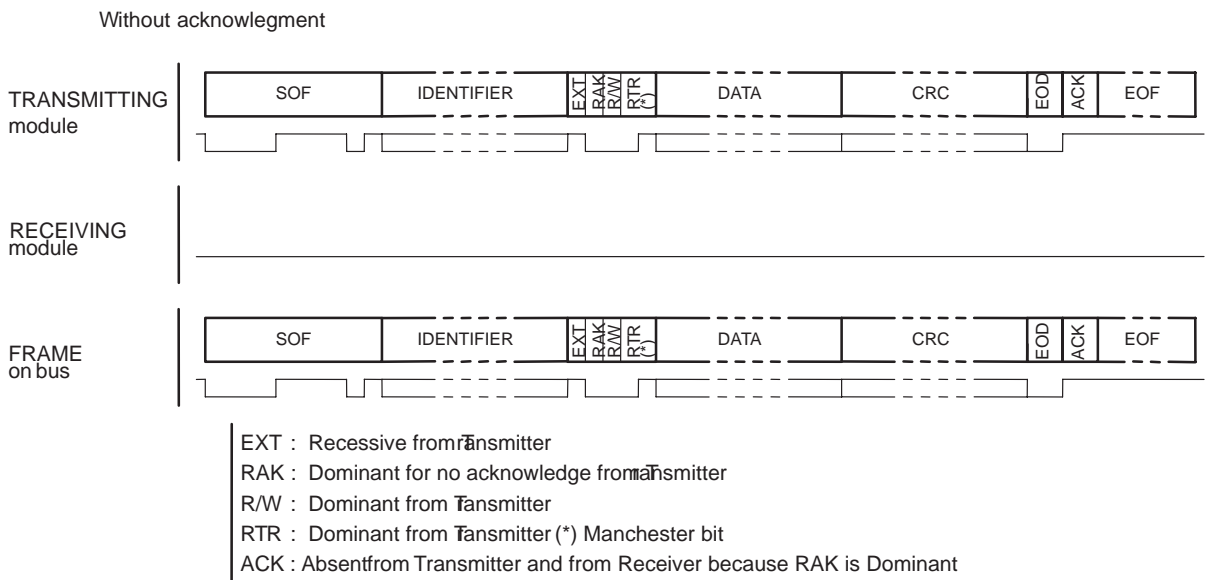 Without acknowlegment
TRANSMITTING
module
SOF IDENTIFIER EXT RAK R/W RTR (*) DATA CRC EOD ACK EOF
RECEIVING
module
FRAME
on bus
SOF IDENTIFIER EXT RAK R/W RTR (*) DATA CRC EOD ACK EOF
EXT : Recessive from Transmitter
RAK : Dominant for no acknowledge from Transmitter
R/W : Dominant from Transmitter
RTR : Dominant from Transmitter (*) Manchester bit
ACK : Absentfrom Transmitter and from Receiver because RAK is Dominant